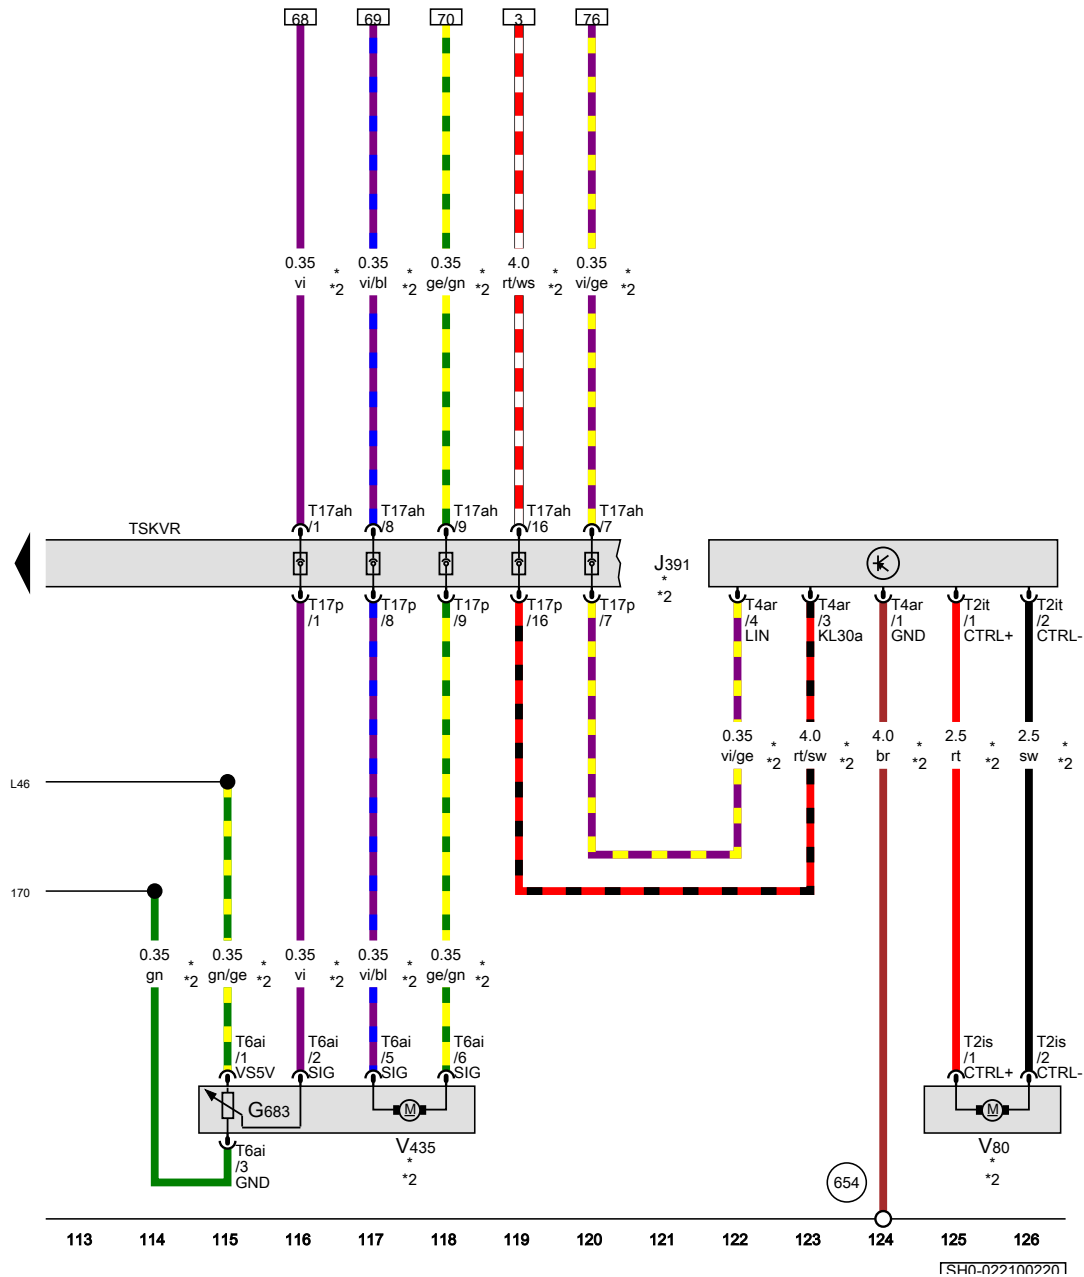 68 69 70 3 76
0.35 0.35 0.35 4.0 0.35
vi * *2 vi/bl * *2 ge/gn * *2 rt/ws * *2 vi/ge * *2
T17ah T17ah T17ah T17ah T17ah
/1 /8 /9 /16 /7
TSKVR
J391
*
*2
T17p T17p T17p T17p T17p T4ar T4ar T4ar T2it T2it
/1 /8 /9 /16 /7 /4 /3 /1 /1 /2
LIN KL30a GND CTRL+ CTRL-
0.35 4.0 4.0 2.5 2.5
vi/ge * *2 rt/sw * *2 br * *2 rt * *2 sw * *2
L46
170
0.35 0.35 0.35 0.35 0.35
gn * *2 gn/ge * *2 vi * *2 vi/bl * *2 ge/gn * *2
T6ai T6ai T6ai T6ai T2is T2is
/1 /2 /5 /6 /1 /2
VS5V SIG SIG SIG CTRL+ CTRL-
G683 M M
T6ai V435 V80
/3 * *
GND *2 *2
654
113 114 115 116 117 118 119 120 121 122 123 124 125 126
SH0-022100220